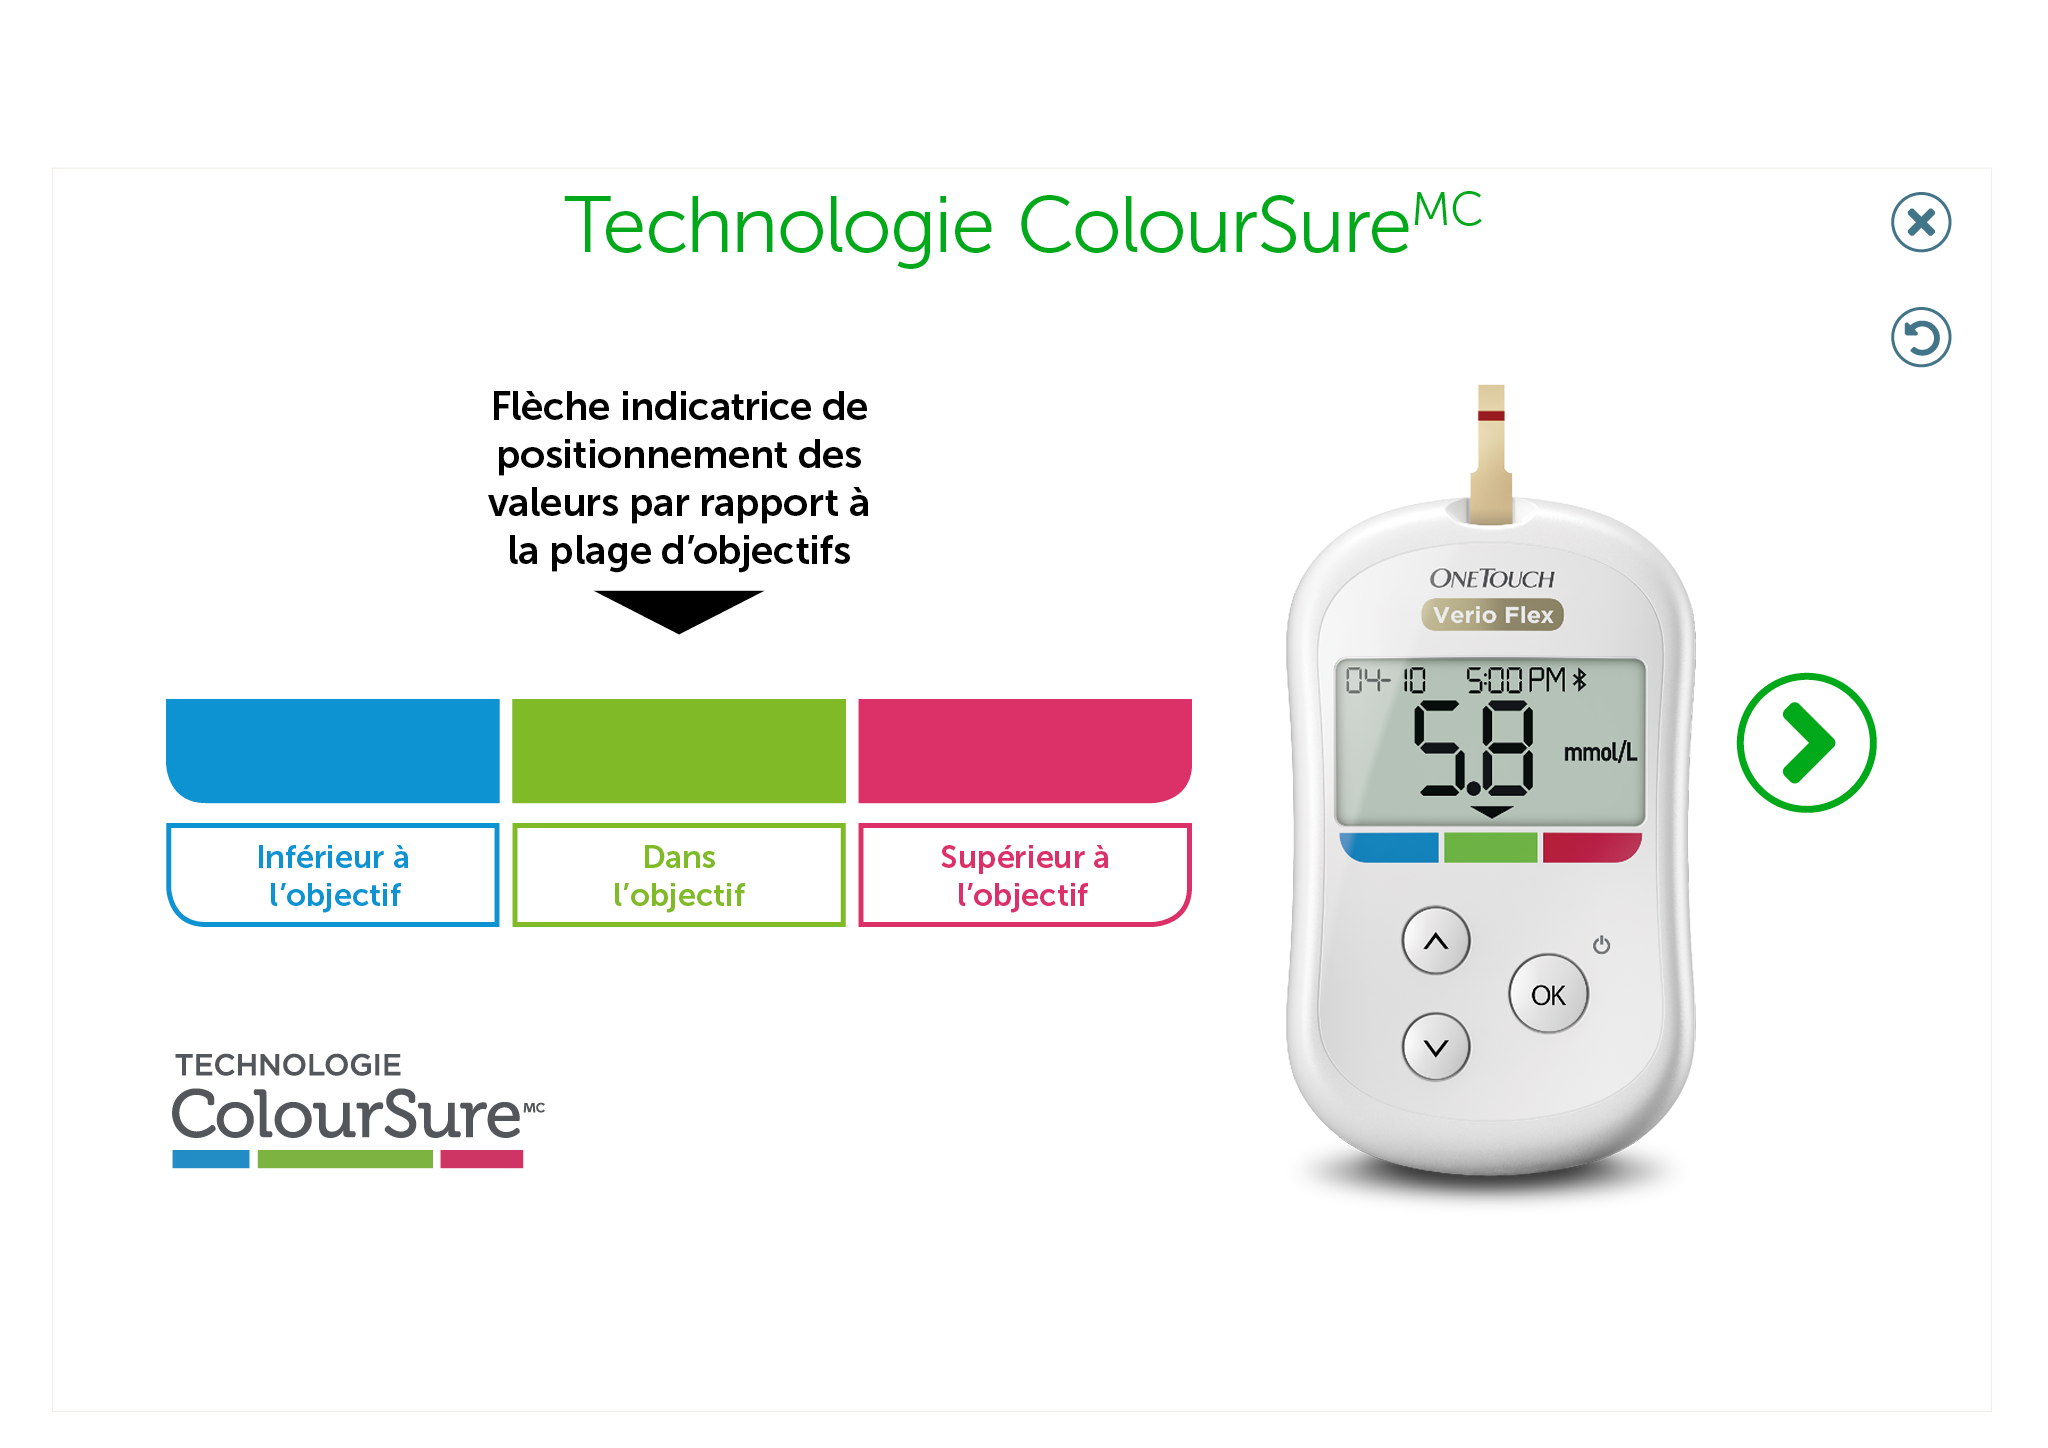 Technologie ColourSureMC
Flèche indicatrice de
positionnement des
valeurs par rapport à
la plage d’objectifs
Inférieur à
l’objectif
Dans
l’objectif
Supérieur à
l’objectif
TECHNOLOGIE
ColourSureMC
ONETOUCH
Verio Flex
04-10 5:00 PM
5.8
mmol/L
OK